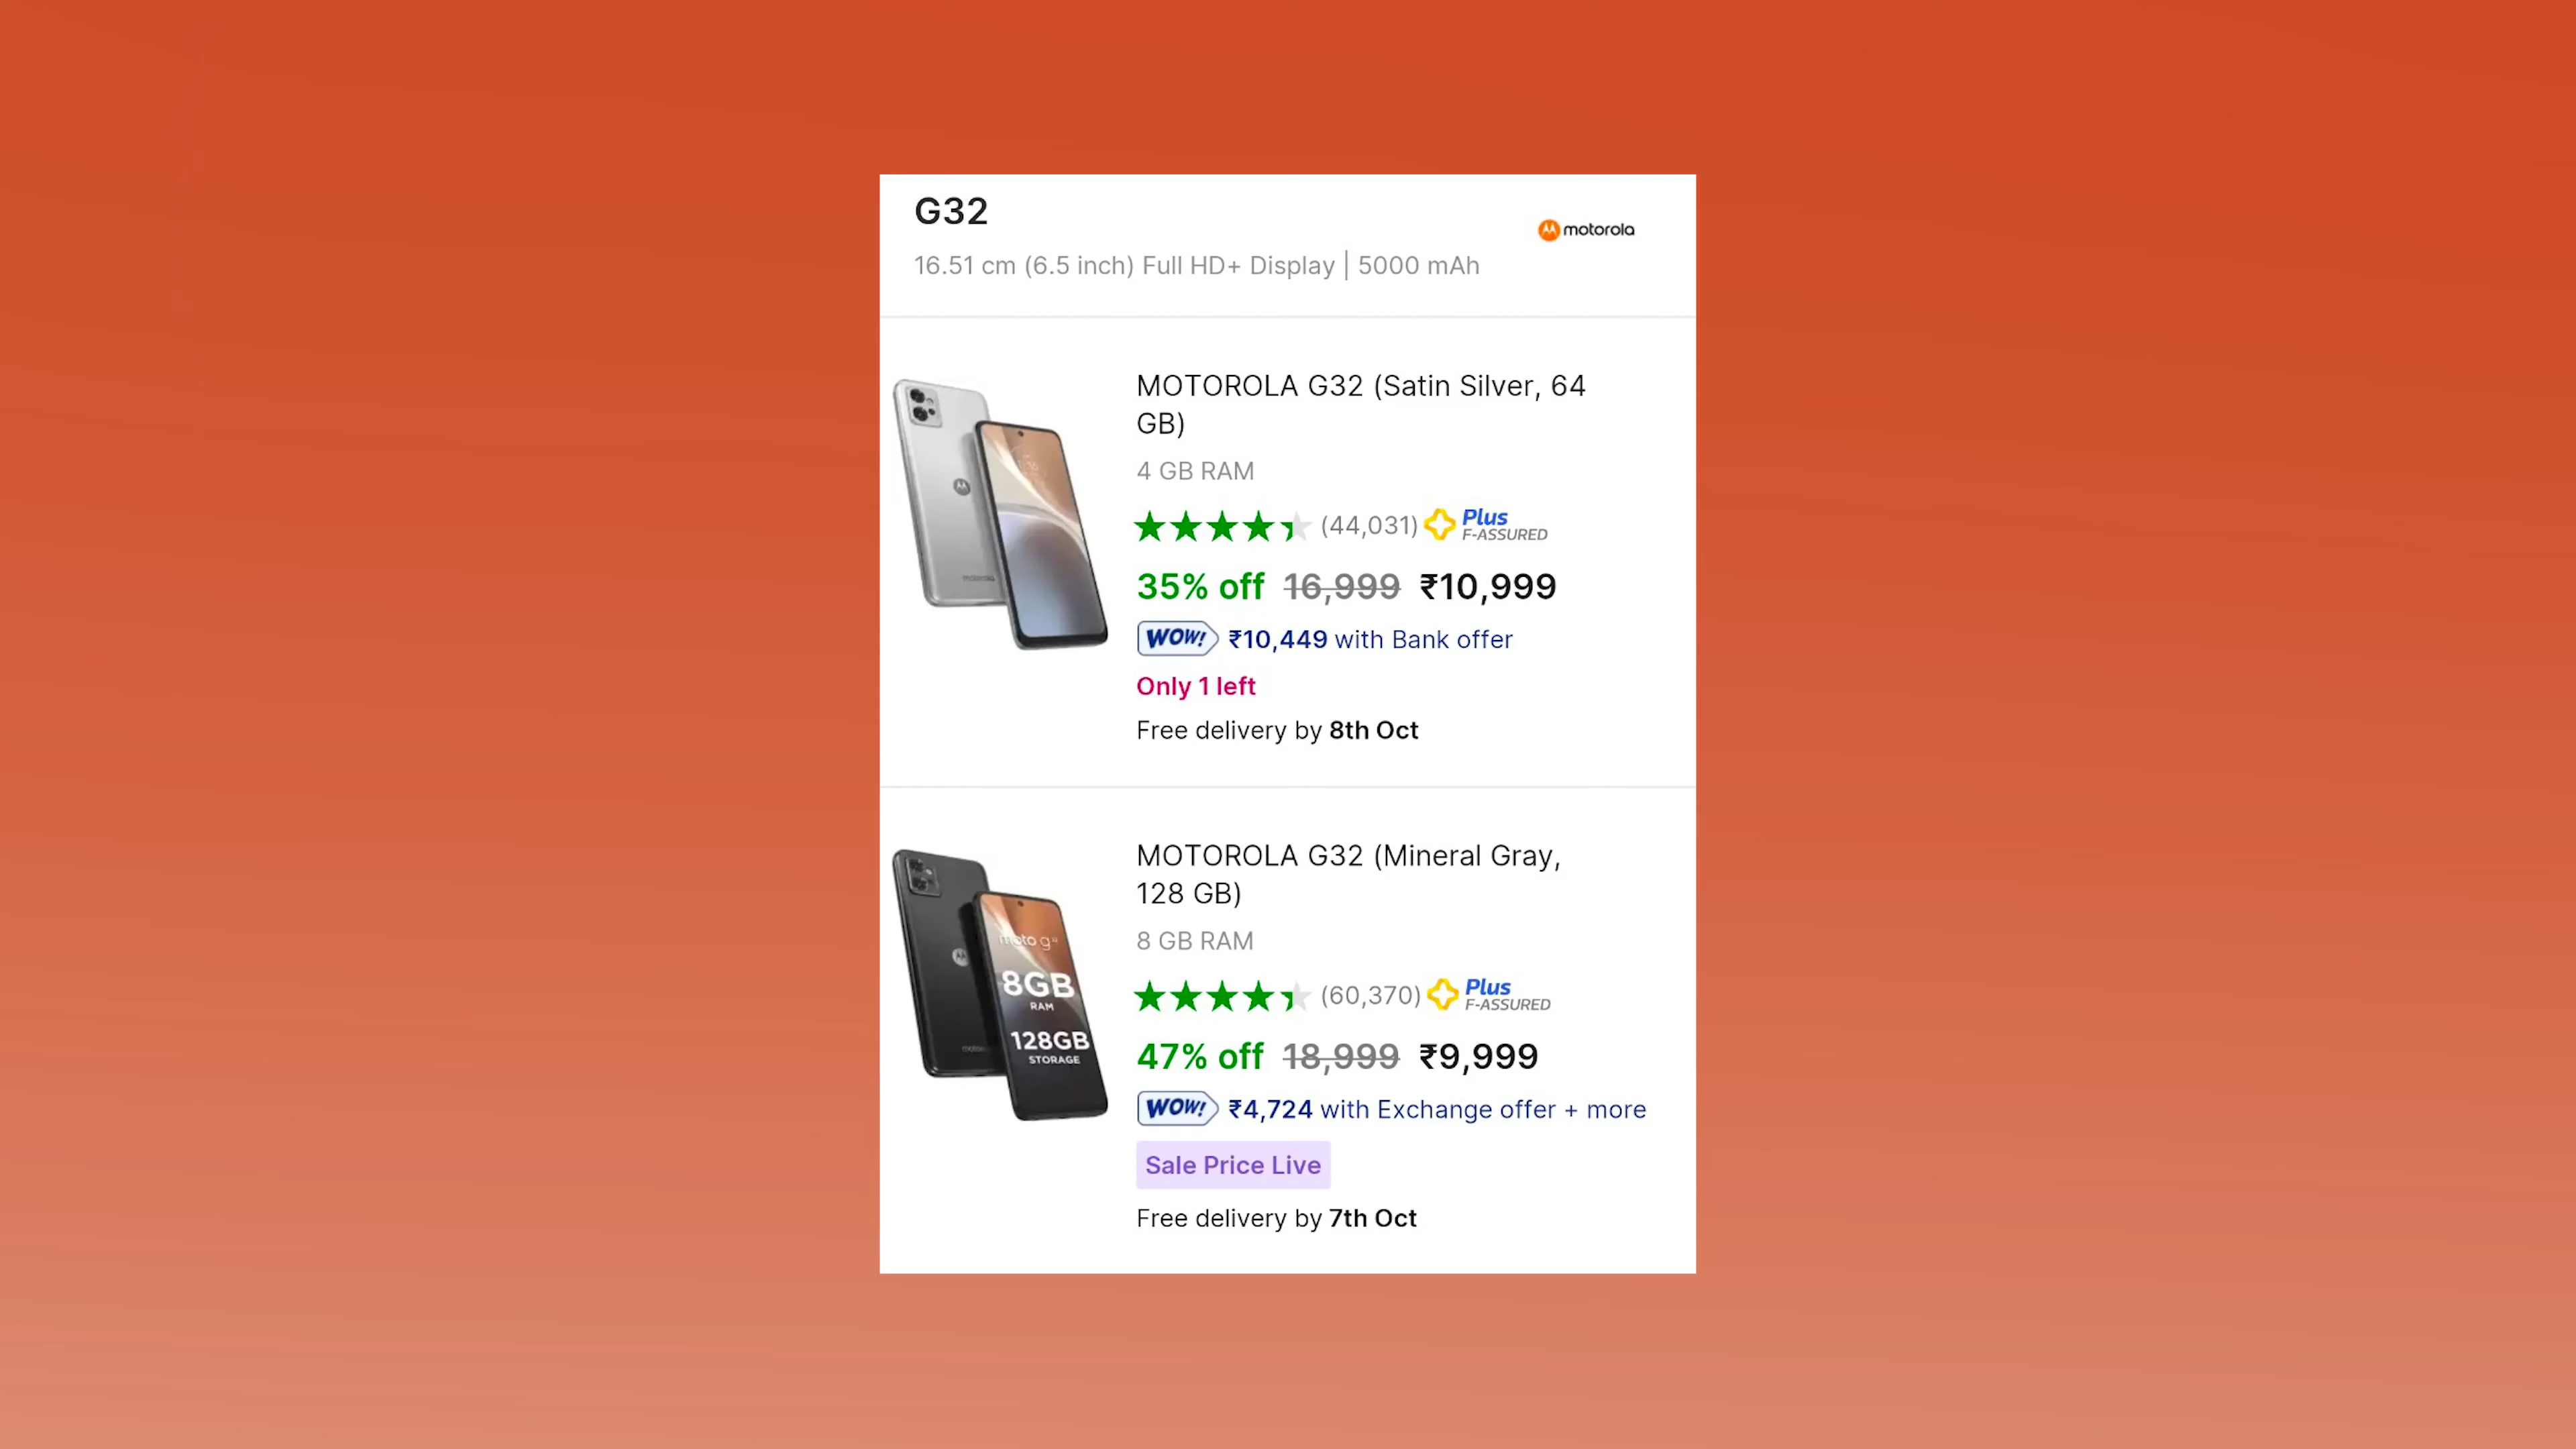 G32
motorola
16.51 cm (6.5 inch) Full HD+ Display | 5000 mAh
MOTOROLA G32 (Satin Silver, 64
GB)
4 GB RAM
(44,031) Plus
F-ASSURED
35% off 16,999 ₹10,999
WOW! ₹10,449 with Bank offer
Only 1 left
Free delivery by 8th Oct
MOTOROLA G32 (Mineral Gray,
128 GB)
8 GB RAM
(60,370) Plus
F-ASSURED
47% off 18,999 ₹9,999
WOW! ₹4,724 with Exchange offer + more
Sale Price Live
Free delivery by 7th Oct
moto g32
8GB
RAM
128GB
STORAGE